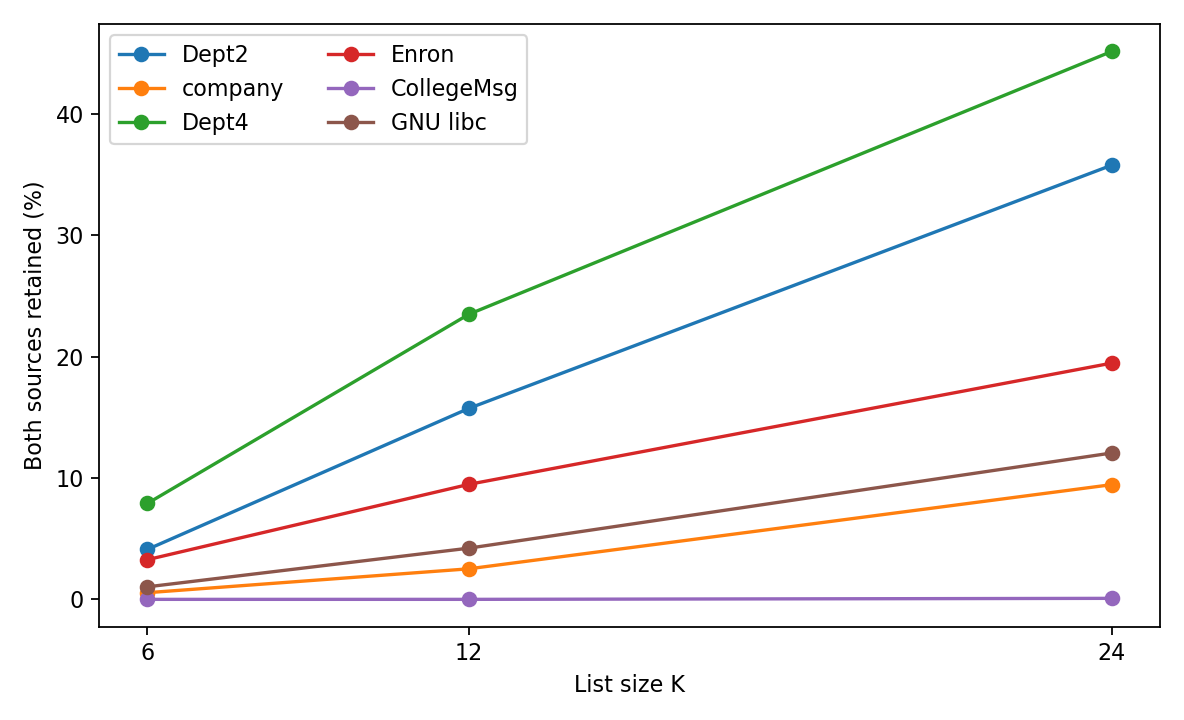 Dept2
company
Dept4
Enron
CollegeMsg
GNU libc
Both sources retained (%)
40
30
20
10
0
6
12
24
List size K